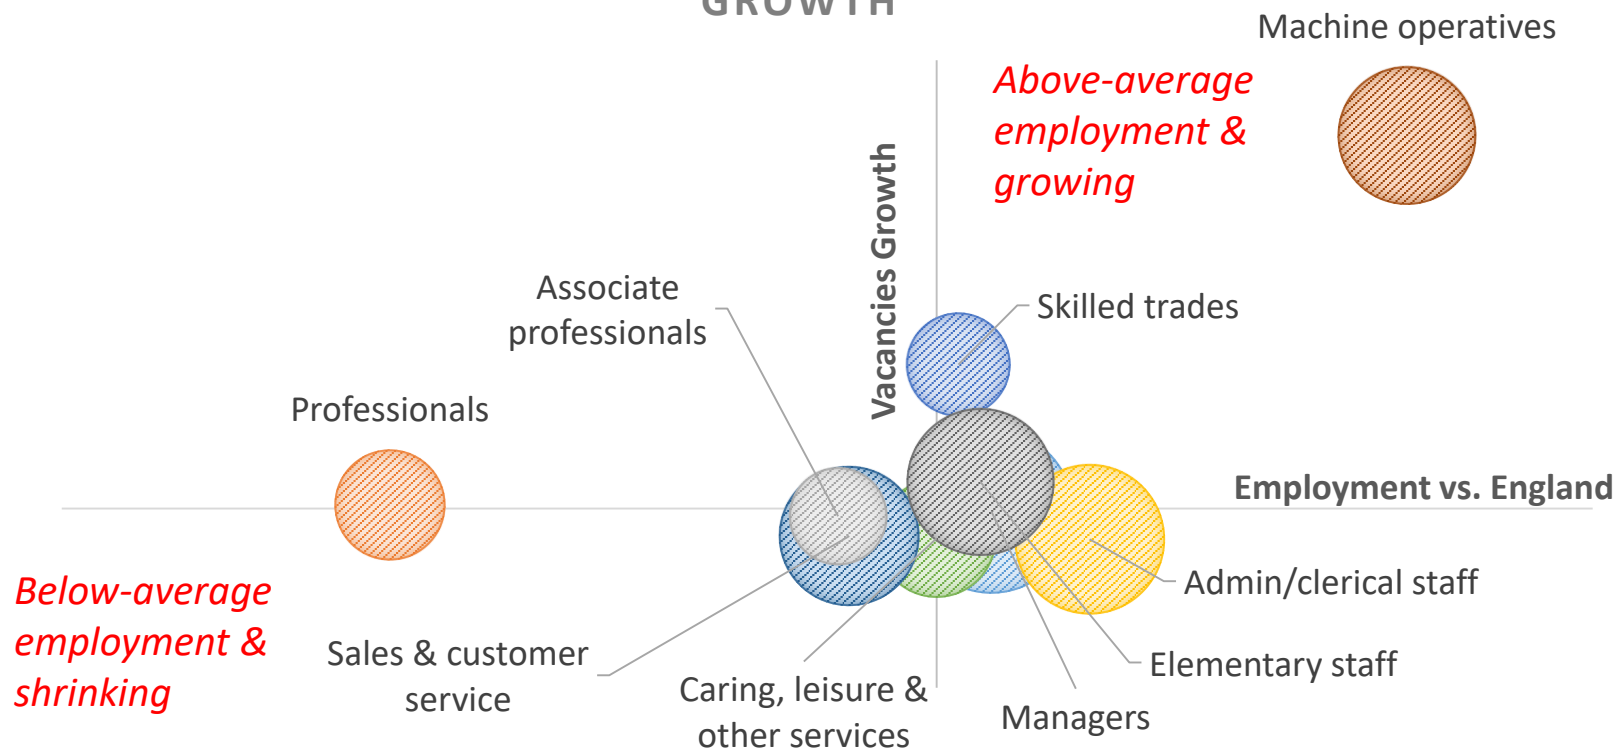 GROWTH
Machine operatives
Above-average
employment &
growing
Vacancies Growth
Associate
professionals
Skilled trades
Professionals
Employment vs. England
Below-average
employment &
shrinking
Admin/clerical staff
Sales & customer
service
Elementary staff
Caring, leisure &
other services
Managers